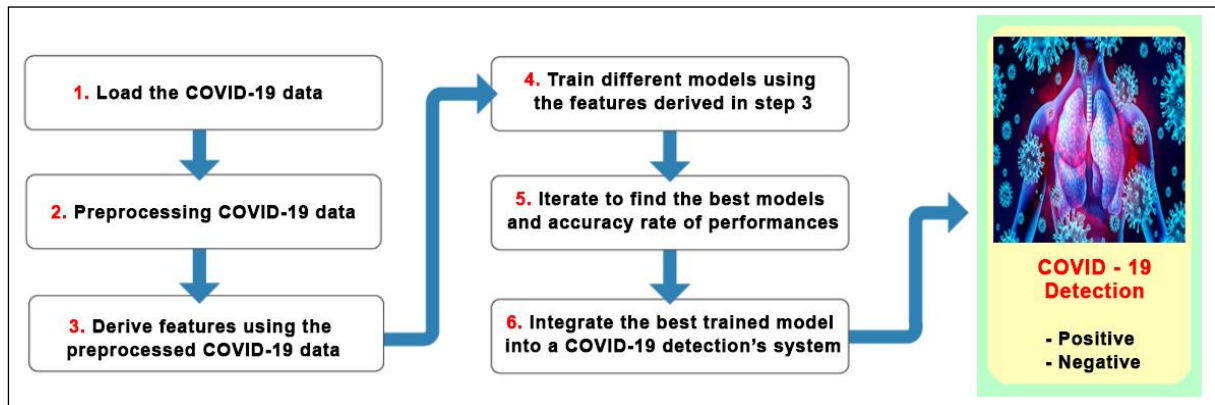 1. Load the COVID-19 data
2. Preprocessing COVID-19 data
3. Derive features using the
preprocessed COVID-19 data
4. Train different models using
the features derived in step 3
5. Iterate to find the best models
and accuracy rate of performances
6. Integrate the best trained model
into a COVID-19 detection's system
COVID - 19
Detection
- Positive
- Negative